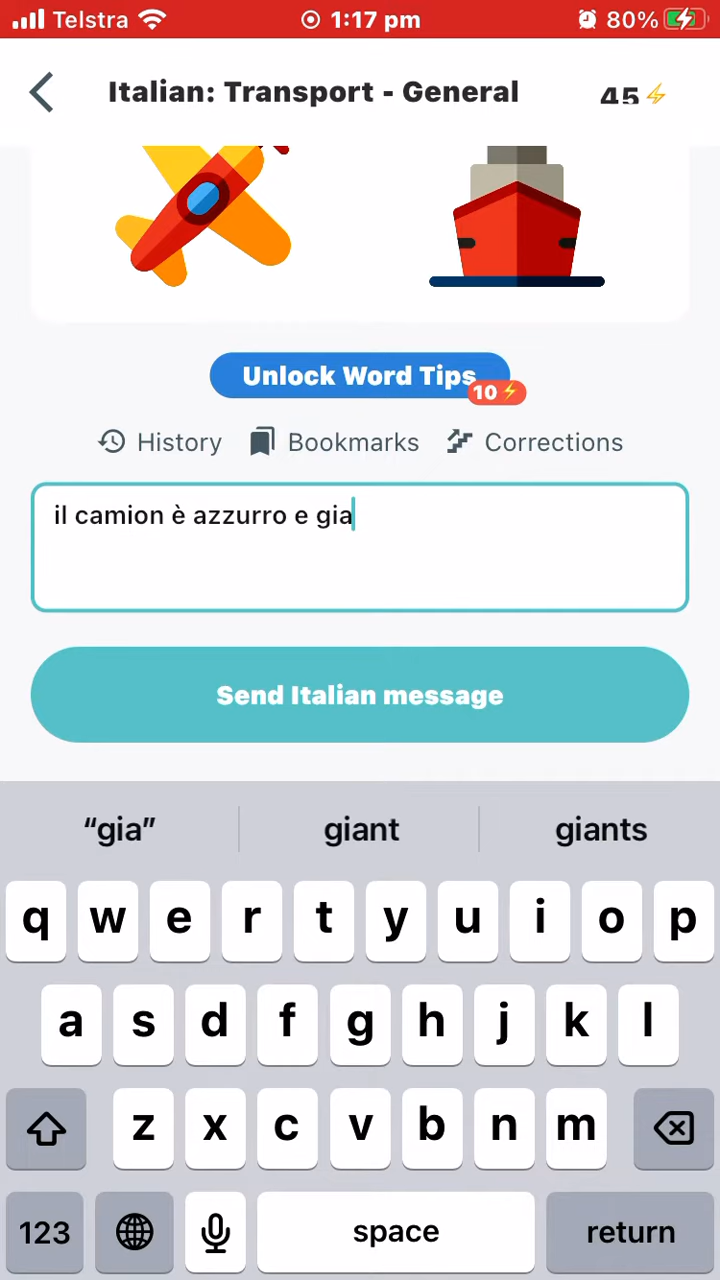 Telstra 1:17 pm 80%
Italian: Transport - General 45
Unlock Word Tips
10
History Bookmarks Corrections
il camion è azzurro e gia
Send Italian message
“gia” giant giants
q w e r t y u i o p
a s d f g h j k l
z x c v b n m
123 space return